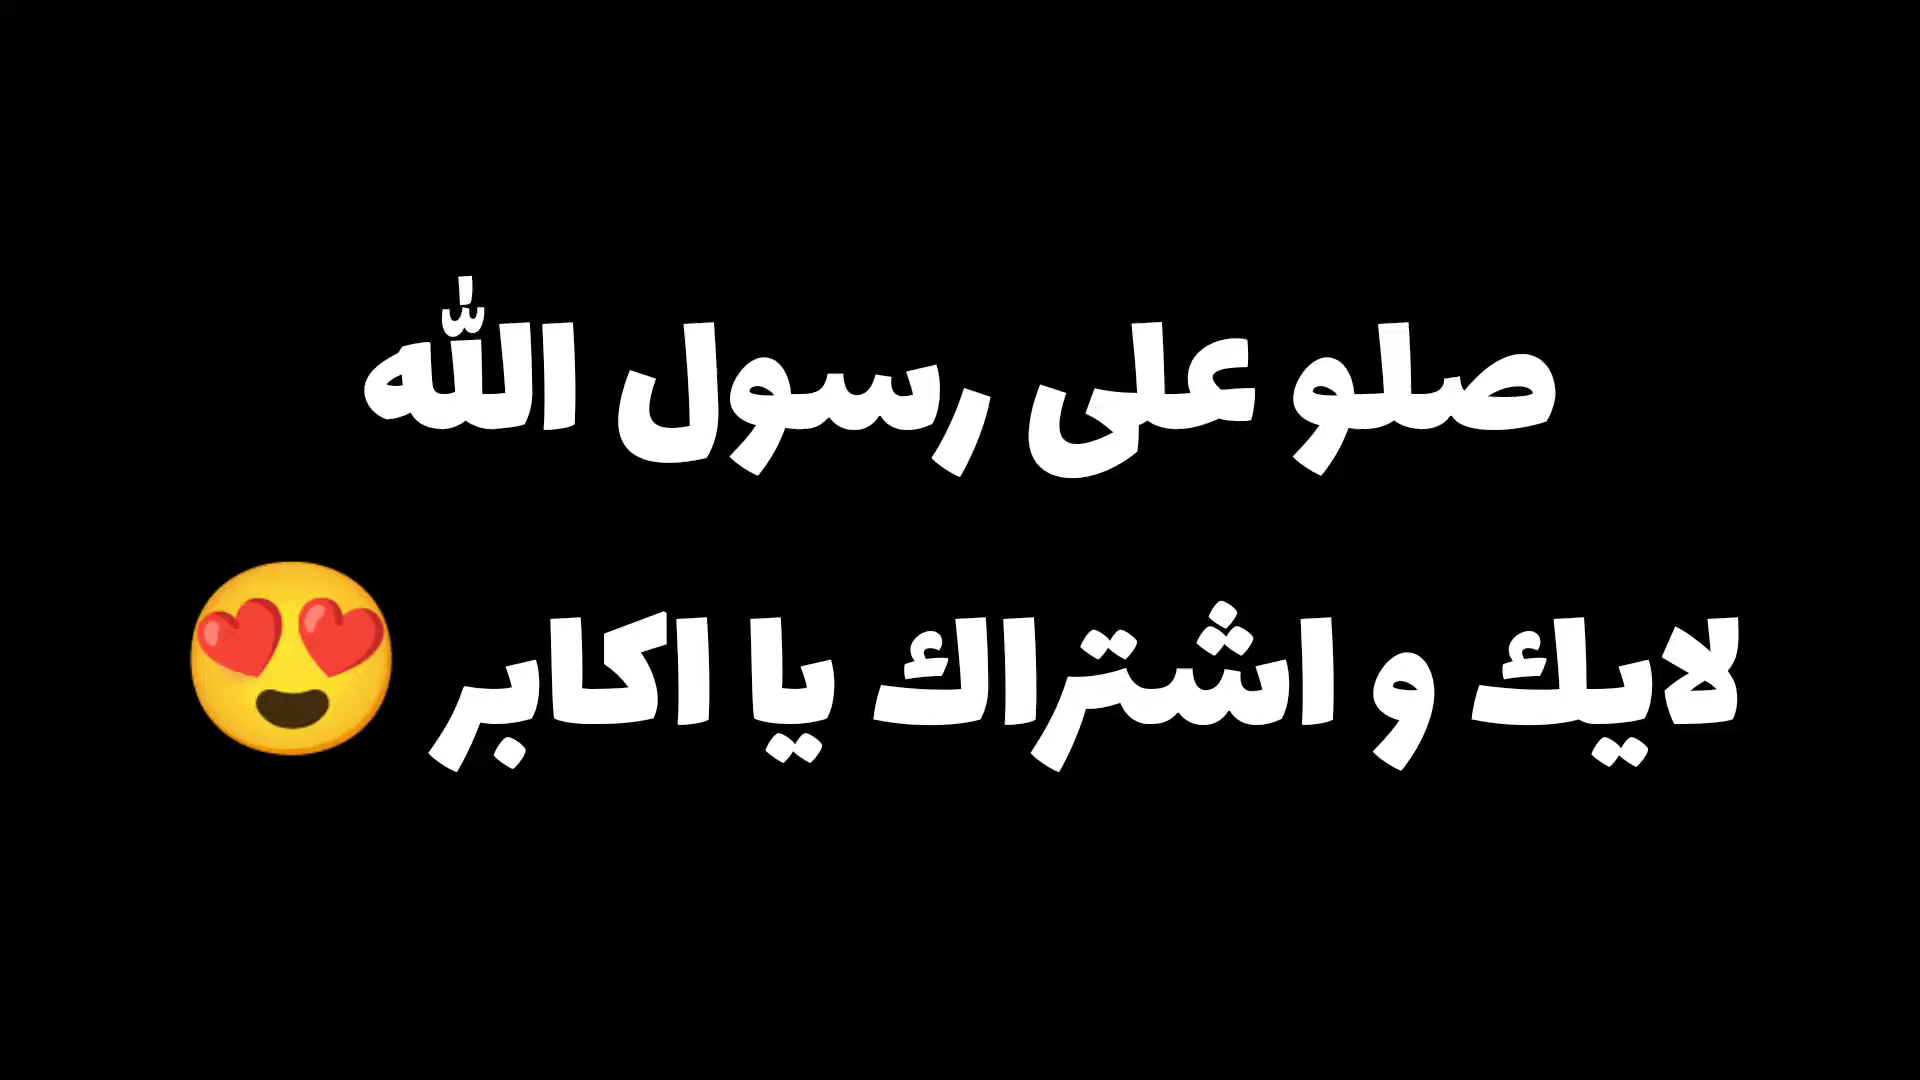 صلو على رسول الله
لايك و اشتراك يا اكابر 😍